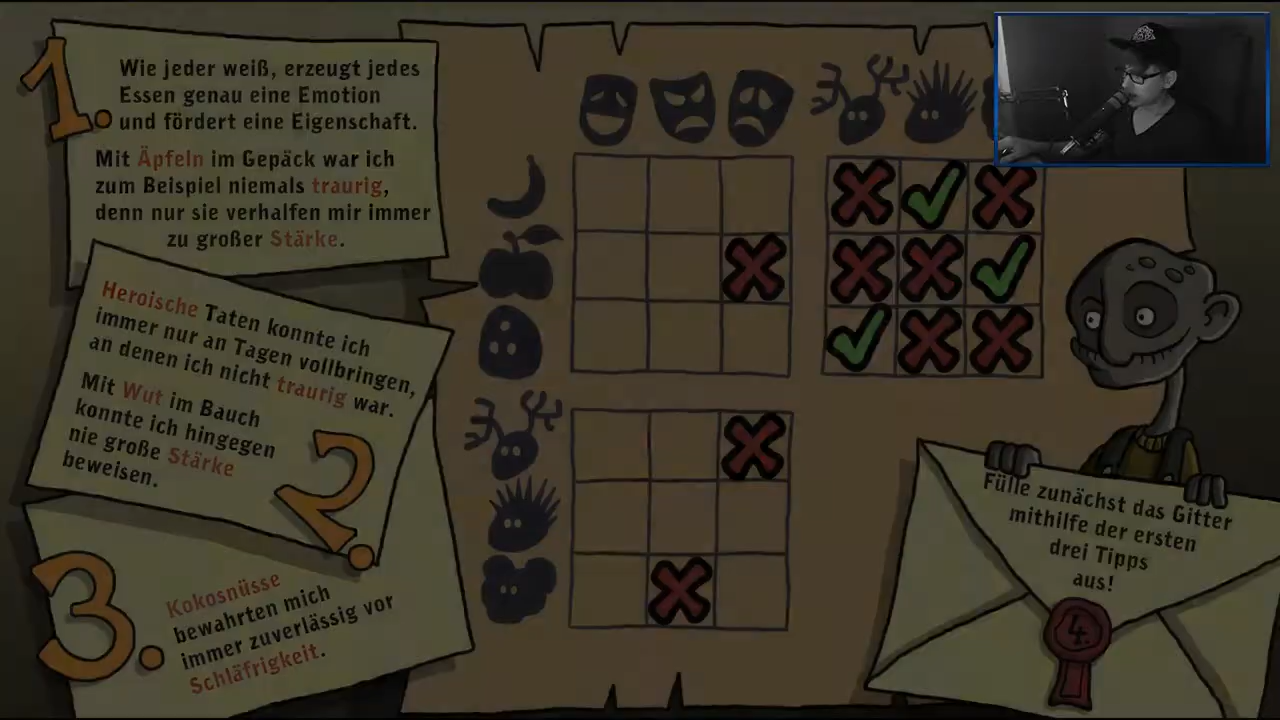 1.
Wie jeder weiß, erzeugt jedes
Essen genau eine Emotion
und fördert eine Eigenschaft.
Mit Äpfeln im Gepäck war ich
zum Beispiel niemals traurig,
denn nur sie verhalfen mir immer
zu großer Stärke.
Heroische Taten konnte ich
immer nur an Tagen vollbringen,
an denen ich nicht traurig war.
Mit Wut im Bauch
konnte ich hingegen
nie große Stärke
beweisen.
2.
3.
Kokosnüsse
bewahrten mich
immer zuverlässig vor
Schläfrigkeit.
Fülle zunächst das Gitter
mithilfe der ersten
drei Tipps
aus!
4.